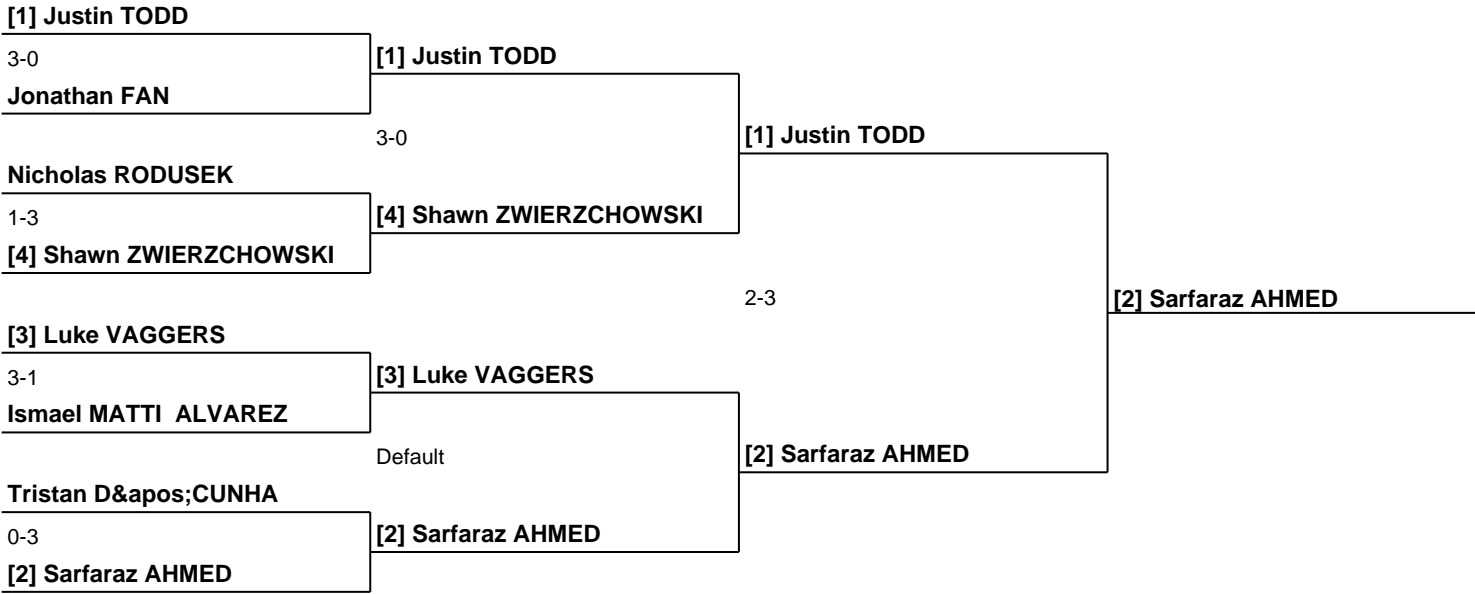 [1] Justin TODD
3-0
[1] Justin TODD
Jonathan FAN
3-0
[1] Justin TODD
Nicholas RODUSEK
1-3
[4] Shawn ZWIERZCHOWSKI
[4] Shawn ZWIERZCHOWSKI
2-3
[2] Sarfaraz AHMED
[3] Luke VAGGERS
3-1
[3] Luke VAGGERS
Ismael MATTI  ALVAREZ
Default
[2] Sarfaraz AHMED
Tristan D&apos;CUNHA
0-3
[2] Sarfaraz AHMED
[2] Sarfaraz AHMED